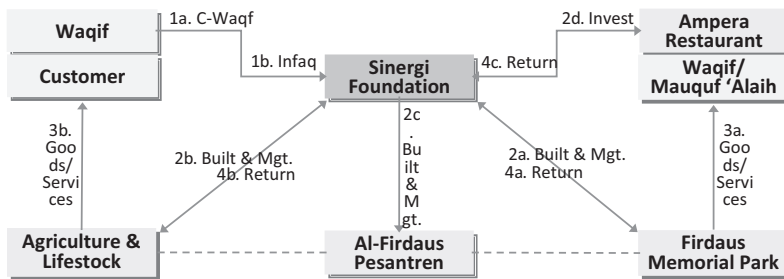 Waqif
1a. C-Waqf
2d. Invest
Ampera
Restaurant
Customer
1b. Infaq
Sinergi
Foundation
4c. Return
Waqif/
Mauquf ‘Alaih
3b.
Goo
ds/
Servi
ces
2b. Built & Mgt.
4b. Return
2c
.
Bu
ilt
&
M
gt.
2a. Built & Mgt.
4a. Return
3a.
Goo
ds/
Servi
ces
Agriculture &
Lifestock
Al-Firdaus
Pesantren
Firdaus
Memorial Park